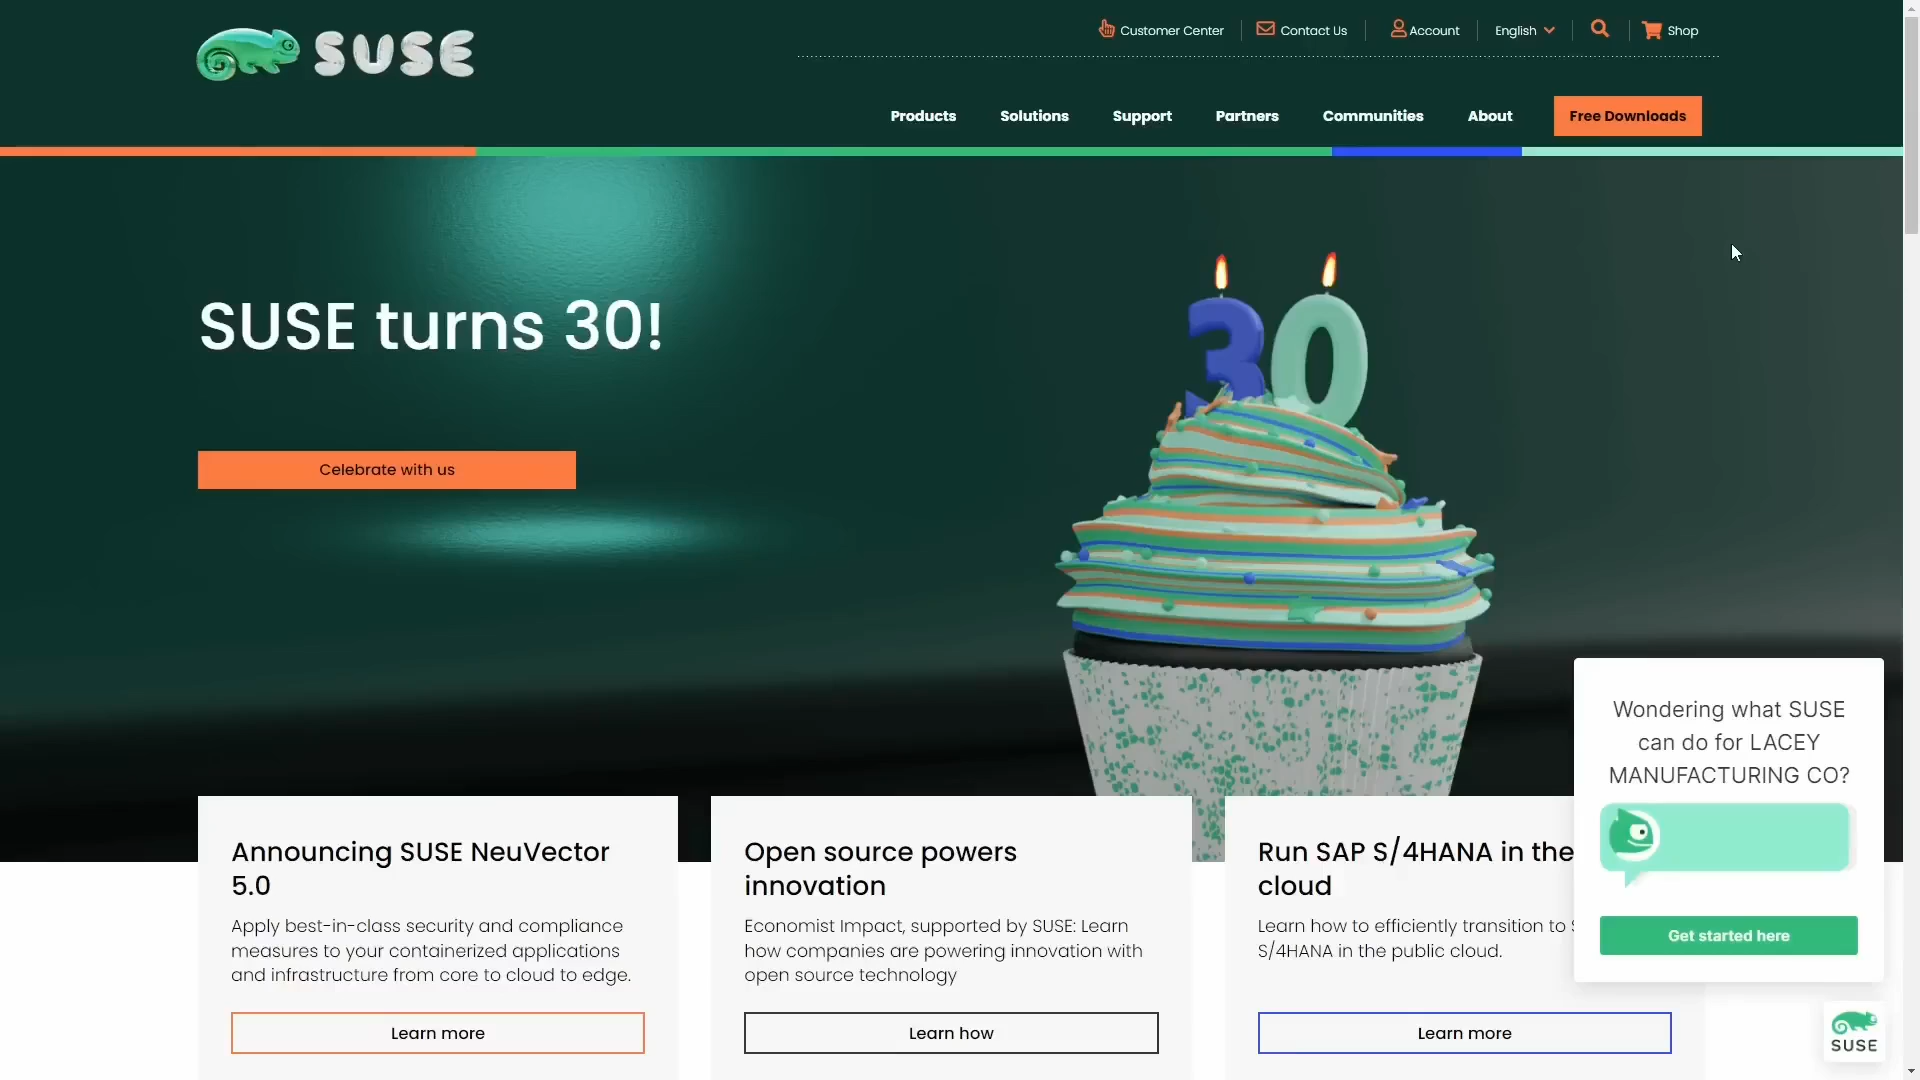 SUSE
Customer Center
Contact Us
Account
English
Shop
Products
Solutions
Support
Partners
Communities
About
Free Downloads
SUSE turns 30!
Celebrate with us
30
Announcing SUSE NeuVector
5.0
Apply best-in-class security and compliance
measures to your containerized applications
and infrastructure from core to cloud to edge.
Learn more
Open source powers
innovation
Economist Impact, supported by SUSE: Learn
how companies are powering innovation with
open source technology
Learn how
Run SAP S/4HANA in the
cloud
Learn how to efficiently transition to
S/4HANA in the public cloud.
Learn more
Wondering what SUSE
can do for LACEY
MANUFACTURING CO?
Get started here
SUSE